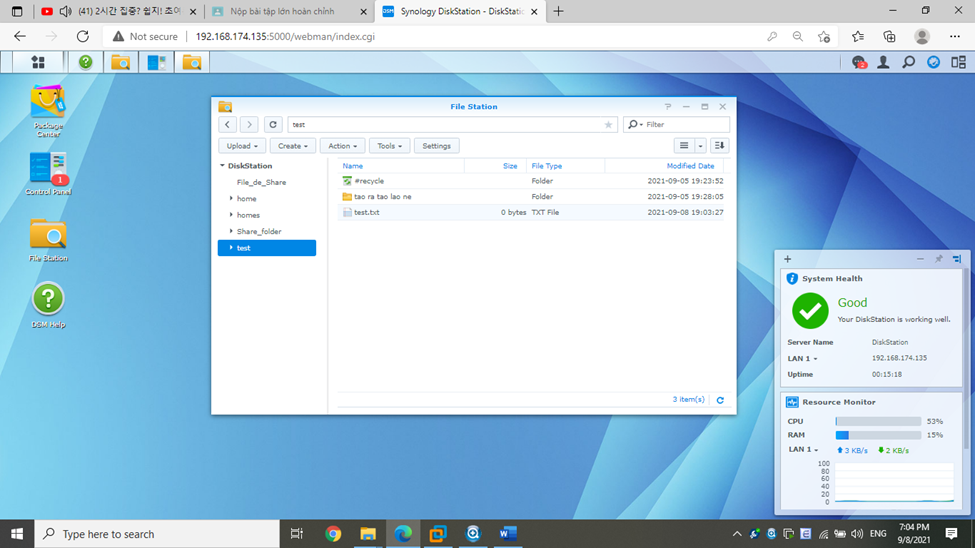 (41) 2시간 집중? 쉽지! 초여
Nộp bài tập lớn hoàn chỉnh
Synology DiskStation - DiskStatic
Not secure
192.168.174.135:5000/webman/index.cgi
Package
Center
Control Panel
1
File Station
DSM Help
File Station
test
Filter
Upload
Create
Action
Tools
Settings
DiskStation
File_de_Share
home
homes
Share_folder
test
Name Size File Type Modified Date
#recycle Folder 2021-09-05 19:23:52
tao ra tao lao ne Folder 2021-09-05 19:28:05
test.txt 0 bytes TXT File 2021-09-08 19:03:27
3 item(s)
System Health
Good
Your DiskStation is working well.
Server Name DiskStation
LAN 1 192.168.174.135
Uptime 00:15:18
Resource Monitor
CPU 53%
RAM 15%
LAN 1 3 KB/s 2 KB/s
100
80
60
40
20
0
Type here to search
ENG
7:04 PM
9/8/2021